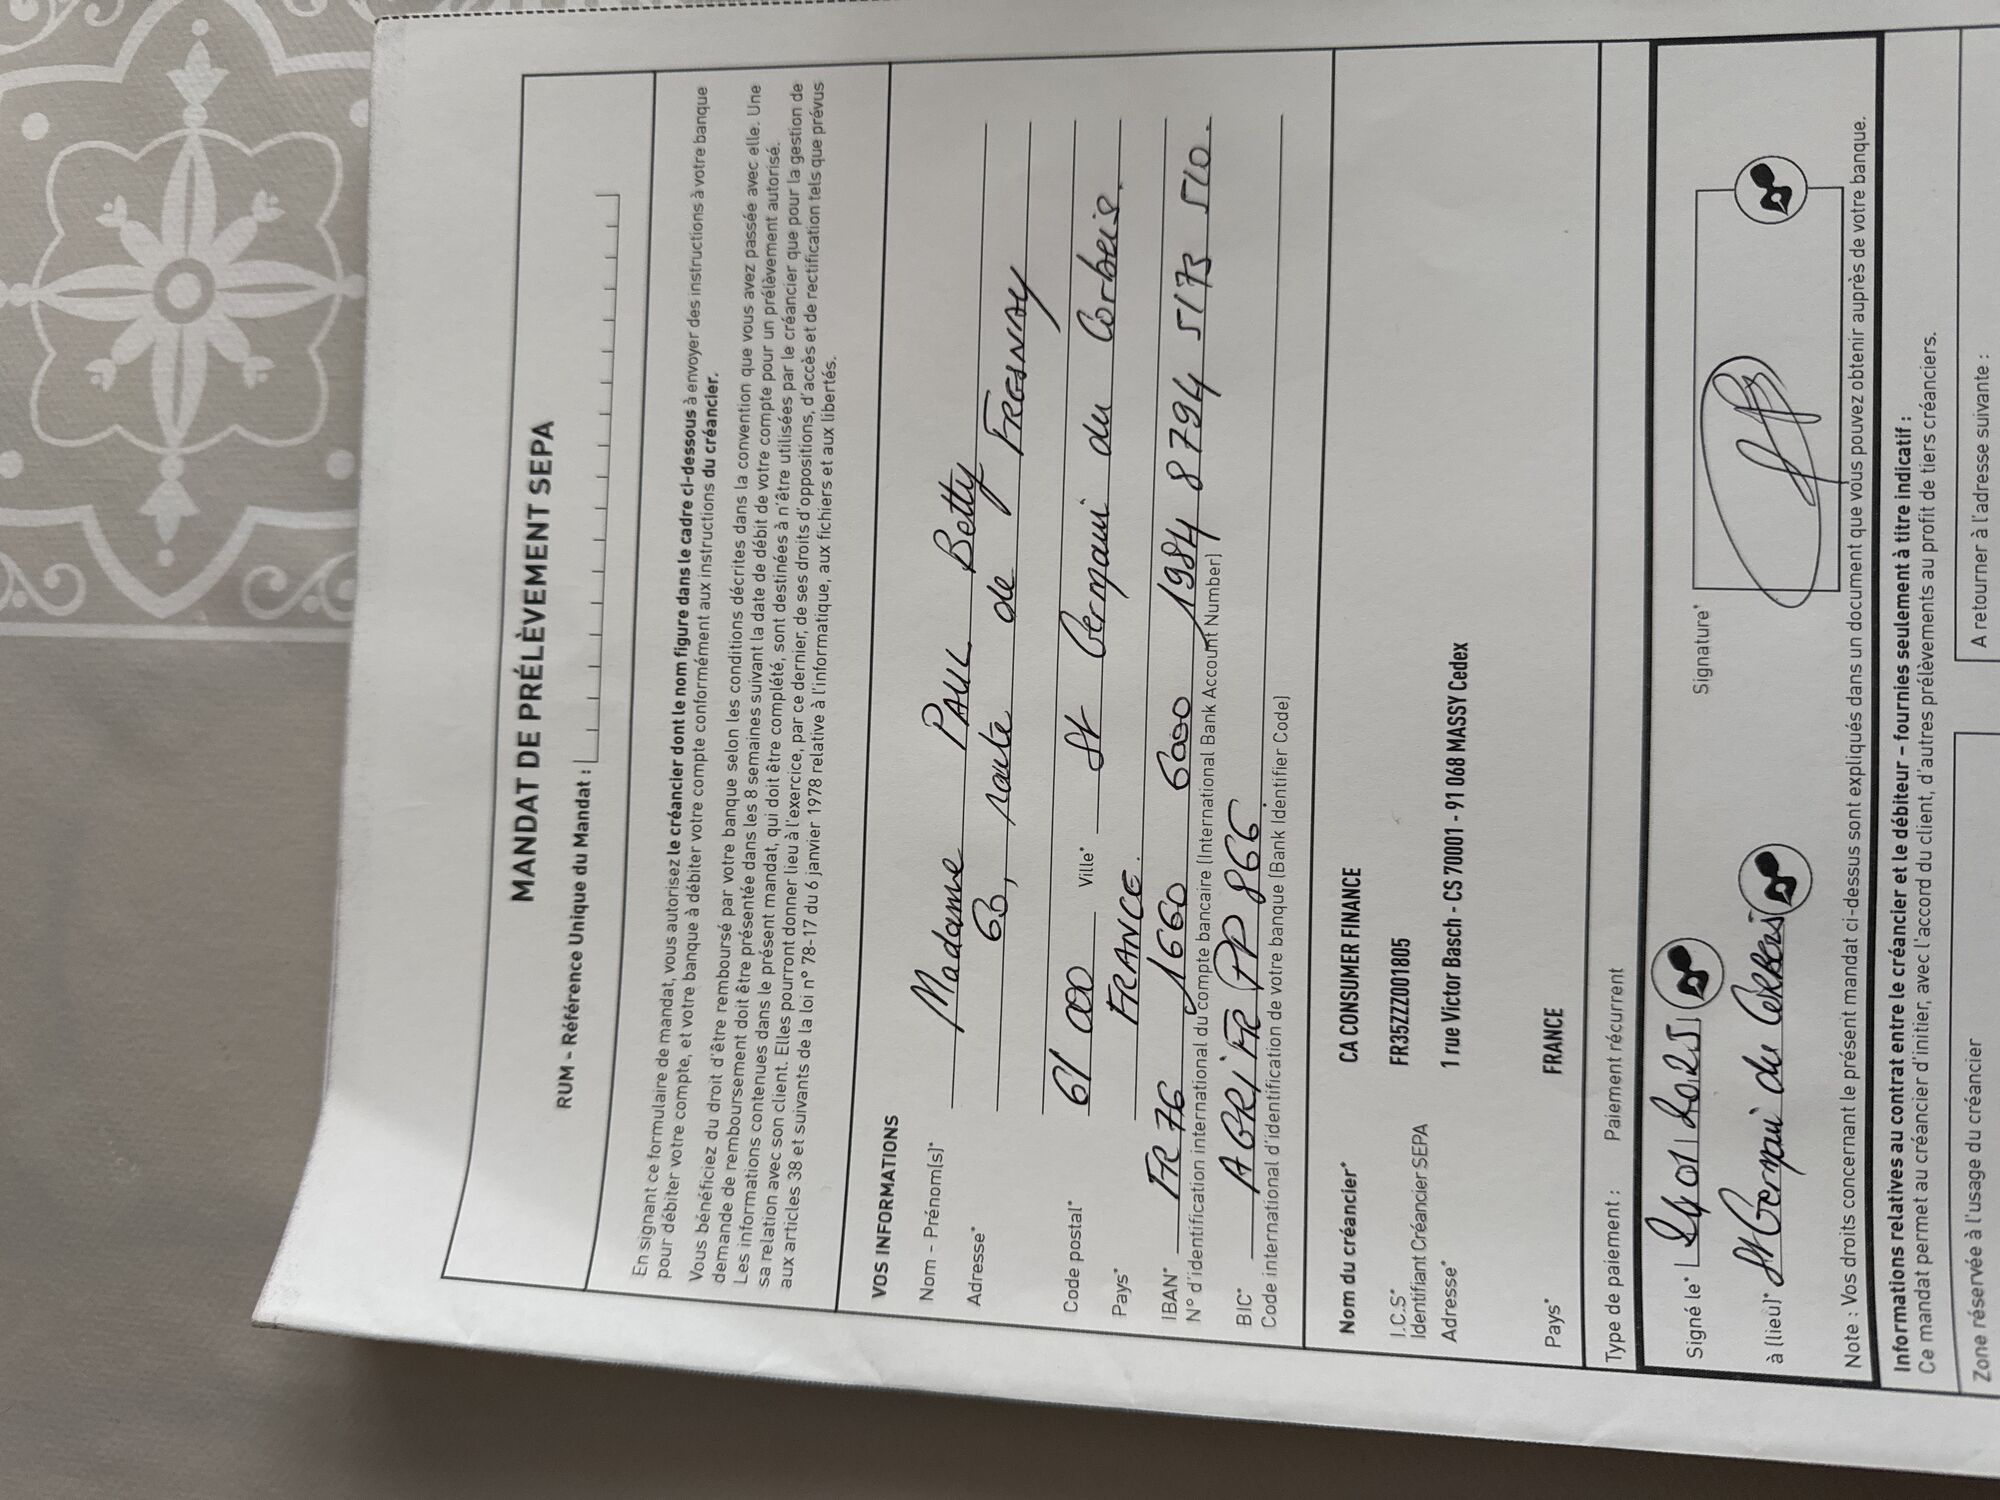 MANDAT DE PRÉLÈVEMENT SEPA
RUM - Référence Unique du Mandat :
En signant ce formulaire de mandat, vous autorisez le créancier dont le nom figure dans le cadre ci-dessous à envoyer des instructions à votre banque
pour débiter votre compte, et votre banque à débiter votre compte conformément aux instructions du créancier.
Vous bénéficiez du droit d'être remboursé par votre banque selon les conditions décrites dans la convention que vous avez passée avec elle. Une
demande de remboursement doit être présentée dans les 8 semaines suivant la date de débit de votre compte pour un prélèvement autorisé.
Les informations contenues dans le présent mandat, qui doit être complété, sont destinées à n'être utilisées par le créancier que pour la gestion de
sa relation avec son client. Elles pourront donner lieu à l'exercice, par ce dernier, de ses droits d'oppositions, d'accès et de rectification tels que prévus
aux articles 38 et suivants de la loi n° 78-17 du 6 janvier 1978 relative à l'informatique, aux fichiers et aux libertés.
VOS INFORMATIONS
Nom - Prénom(s)* Madame PAUL Betty
Adresse* 63, route de FRESNAY
Code postal* 61 000 Ville* St Germain du Corbeis.
Pays* FRANCE.
IBAN* FR 76 1660 6000 1984 8794 5173 510.
N° d'identification international du compte bancaire (International Bank Account Number)
BIC* AGRI FR PP 866
Code international d'identification de votre banque (Bank Identifier Code)
Nom du créancier* CA CONSUMER FINANCE
I.C.S* FR35ZZZ001805
Identifiant Créancier SEPA
Adresse* 1 rue Victor Basch - CS 70001 - 91 068 MASSY Cedex
Pays* FRANCE
Type de paiement : Paiement récurrent
Signé le* 24 01 2025 Signature*
à (lieu)* St Germain du Corbeis
Note : Vos droits concernant le présent mandat ci-dessus sont expliqués dans un document que vous pouvez obtenir auprès de votre banque.
Informations relatives au contrat entre le créancier et le débiteur - fournies seulement à titre indicatif :
Ce mandat permet au créancier d'initier, avec l'accord du client, d'autres prélèvements au profit de tiers créanciers.
Zone réservée à l'usage du créancier
A retourner à l'adresse suivante :